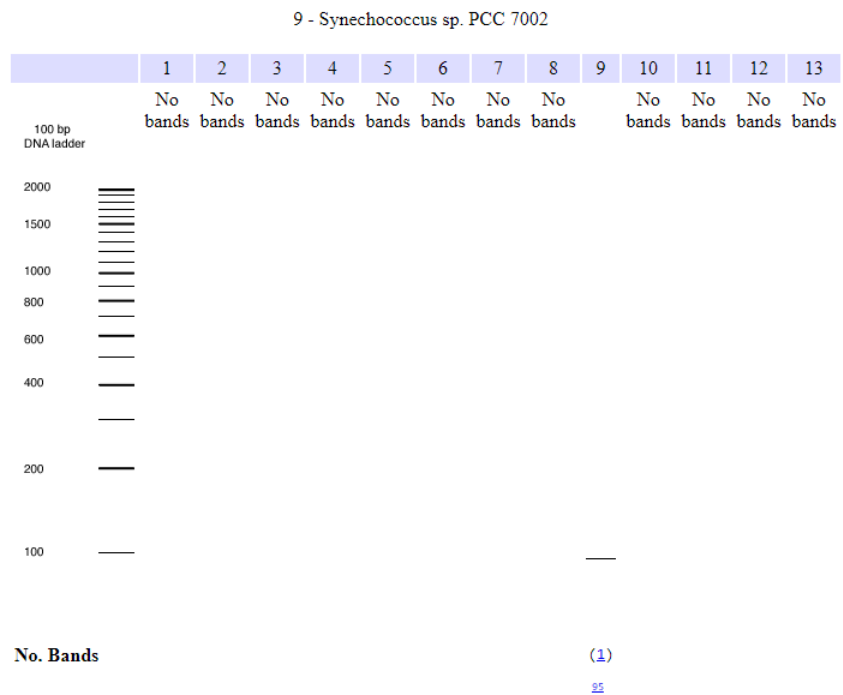 9 - Synechococcus sp. PCC 7002
1 2 3 4 5 6 7 8 9 10 11 12 13
No No No No No No No No No No No No
bands bands bands bands bands bands bands bands bands bands bands bands
100 bp
DNA ladder
2000
1500
1000
800
600
400
200
100
No. Bands (1)
95